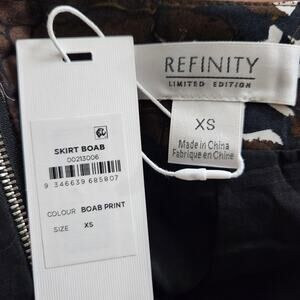 REFINITY
LIMITED EDITION
XS
Made in China
Fabriqué en Chine
SKIRT BOAB
00213006
9 346639 685807
COLOUR BOAB PRINT
SIZE XS